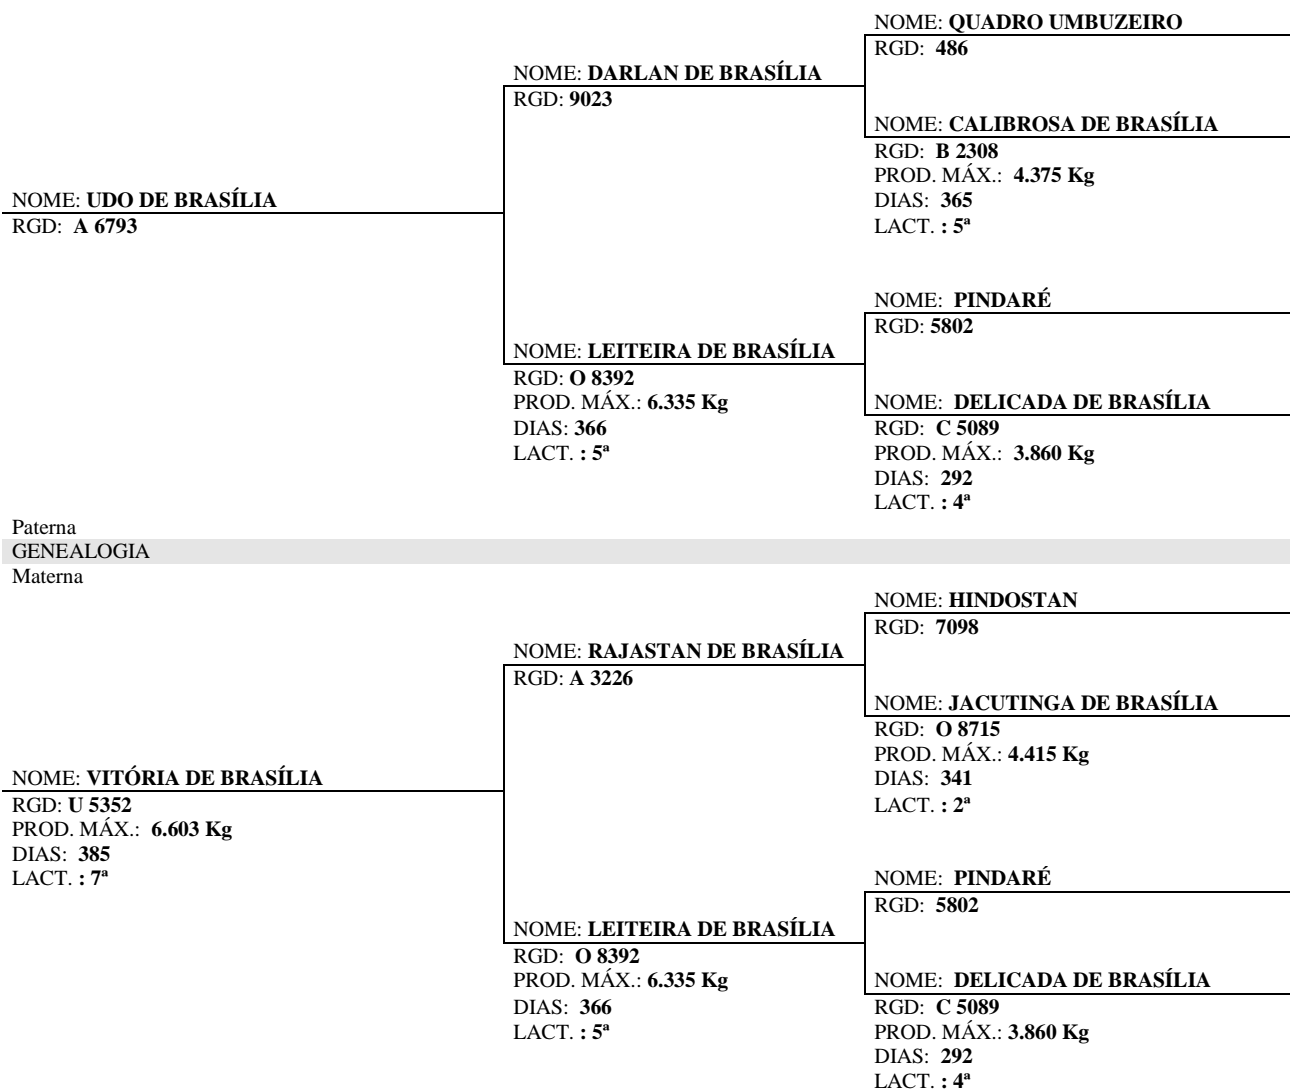 NOME: QUADRO UMBUZEIRO
RGD: 486
NOME: DARLAN DE BRASÍLIA
RGD: 9023
NOME: CALIBROSA DE BRASÍLIA
RGD: B 2308
PROD. MÁX.: 4.375 Kg
DIAS: 365
LACT. : 5ª
NOME: UDO DE BRASÍLIA
RGD: A 6793
NOME: PINDARÉ
RGD: 5802
NOME: LEITEIRA DE BRASÍLIA
RGD: O 8392
PROD. MÁX.: 6.335 Kg
DIAS: 366
LACT. : 5ª
NOME: DELICADA DE BRASÍLIA
RGD: C 5089
PROD. MÁX.: 3.860 Kg
DIAS: 292
LACT. : 4ª
Paterna
GENEALOGIA
Materna
NOME: HINDOSTAN
RGD: 7098
NOME: RAJASTAN DE BRASÍLIA
RGD: A 3226
NOME: JACUTINGA DE BRASÍLIA
RGD: O 8715
PROD. MÁX.: 4.415 Kg
DIAS: 341
LACT. : 2ª
NOME: VITÓRIA DE BRASÍLIA
RGD: U 5352
PROD. MÁX.: 6.603 Kg
DIAS: 385
LACT. : 7ª
NOME: PINDARÉ
RGD: 5802
NOME: LEITEIRA DE BRASÍLIA
RGD: O 8392
PROD. MÁX.: 6.335 Kg
DIAS: 366
LACT. : 5ª
NOME: DELICADA DE BRASÍLIA
RGD: C 5089
PROD. MÁX.: 3.860 Kg
DIAS: 292
LACT. : 4ª